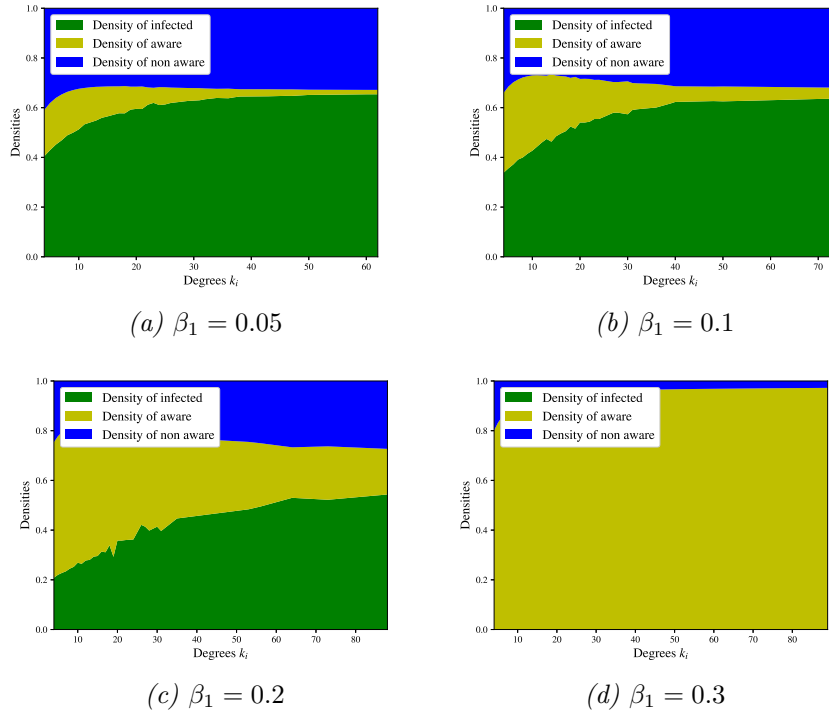 1.0
0.8
0.6
0.4
0.2
0.0
Densities
Density of infected
Density of aware
Density of non aware
10 20 30 40 50 60
Degrees k_i
(a) β_1 = 0.05
1.0
0.8
0.6
0.4
0.2
0.0
Densities
Density of infected
Density of aware
Density of non aware
10 20 30 40 50 60 70
Degrees k_i
(b) β_1 = 0.1
1.0
0.8
0.6
0.4
0.2
0.0
Densities
Density of infected
Density of aware
Density of non aware
10 20 30 40 50 60 70 80
Degrees k_i
(c) β_1 = 0.2
1.0
0.8
0.6
0.4
0.2
0.0
Densities
Density of infected
Density of aware
Density of non aware
10 20 30 40 50 60 70 80
Degrees k_i
(d) β_1 = 0.3